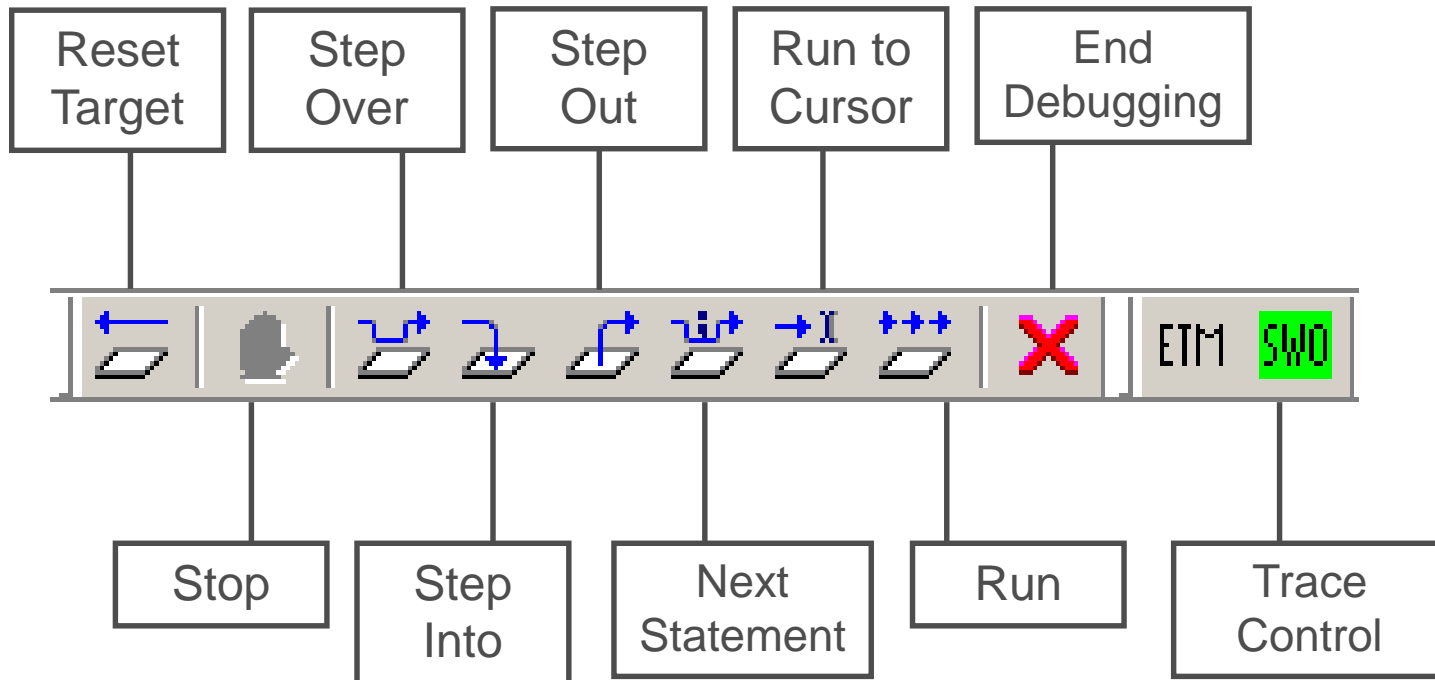 Reset
Target
Step
Over
Step
Out
Run to
Cursor
End
Debugging
ETM
SWO
Stop
Step
Into
Next
Statement
Run
Trace
Control